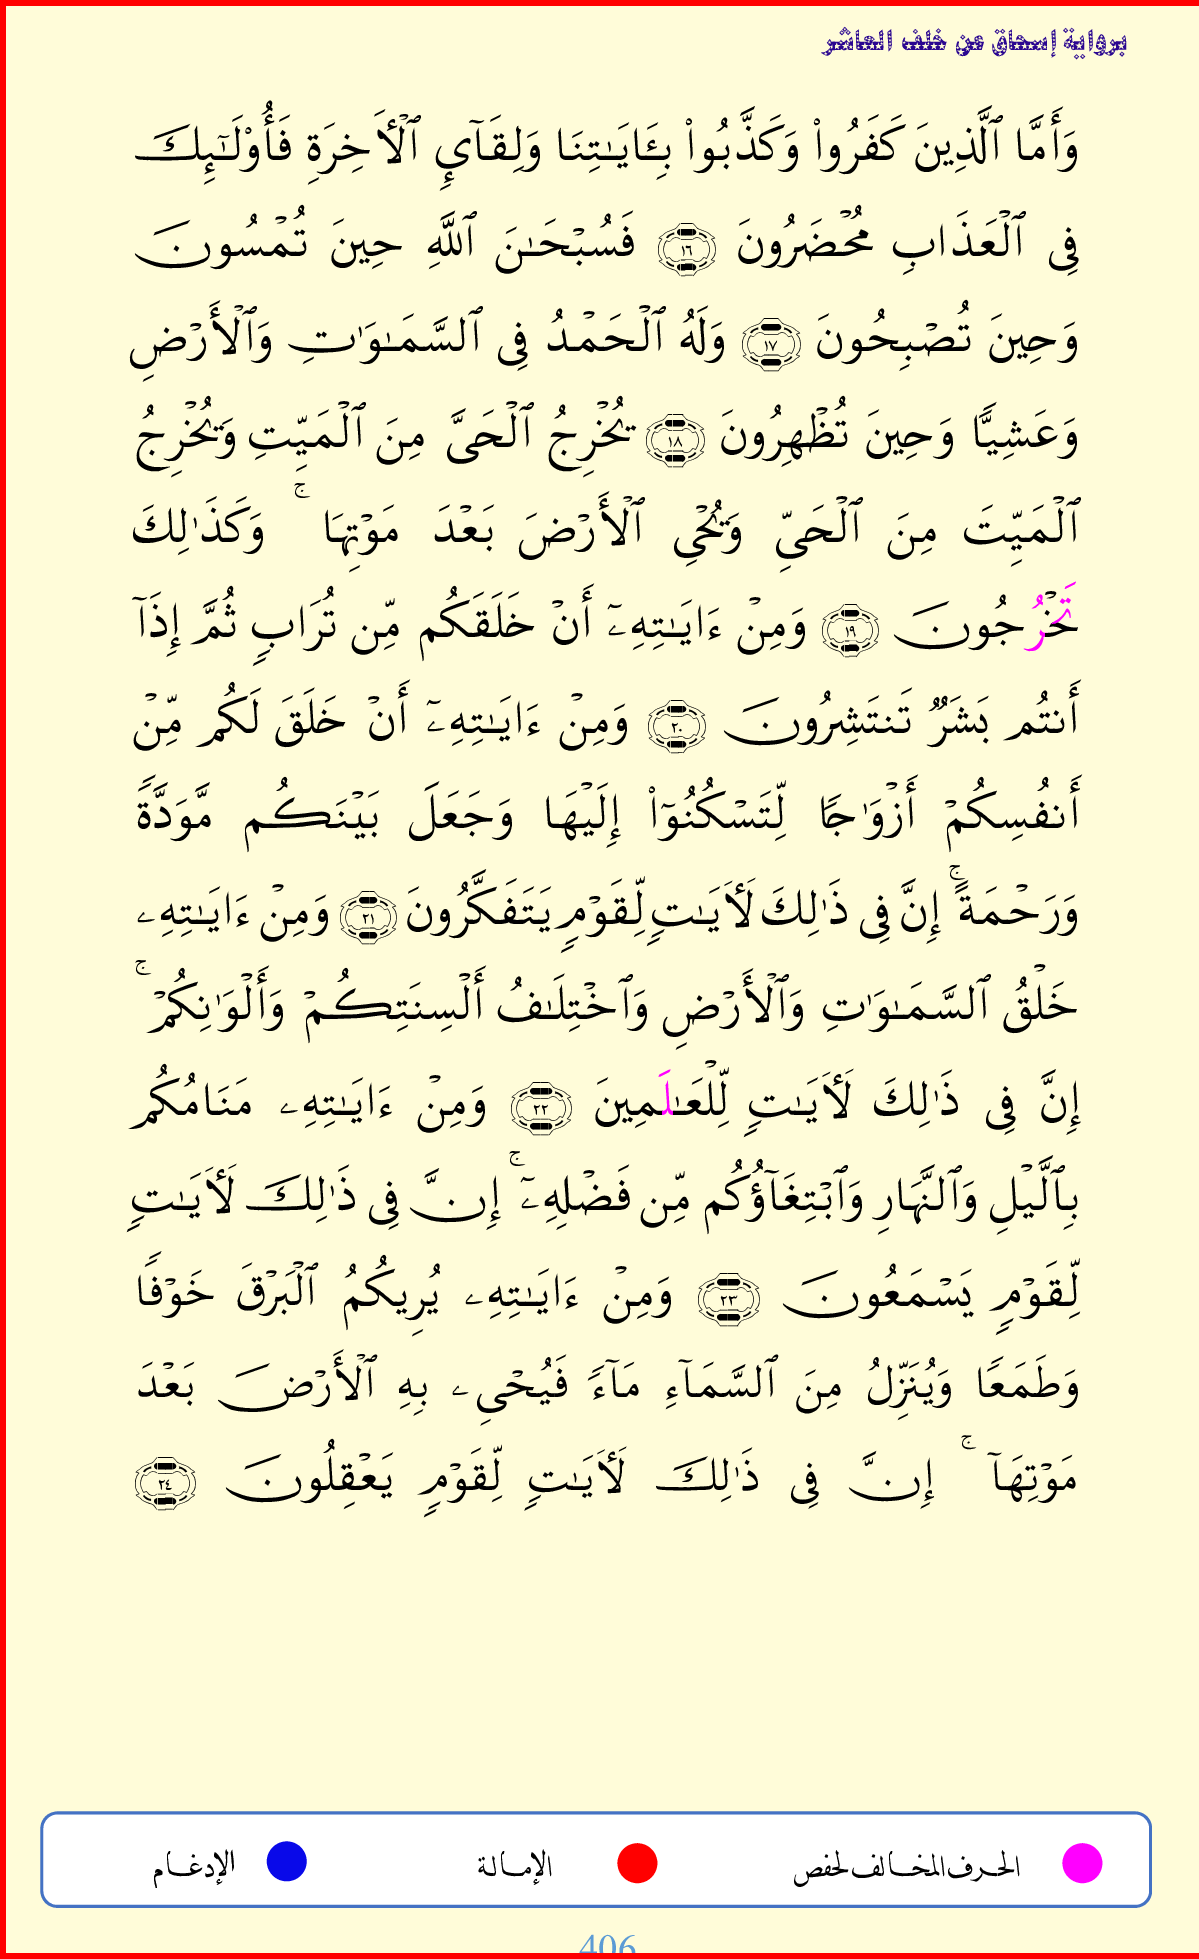 برواية إسحاق عن خلف العاشر
وَأَمَّا ٱلَّذِينَ كَفَرُوا۟ وَكَذَّبُوا۟ بِـَٔايَـٰتِنَا وَلِقَآئِ ٱلْأَخِرَةِ فَأُو۟لَـٰٓئِكَ
فِى ٱلْعَذَابِ مُحْضَرُونَ ١٦ فَسُبْحَـٰنَ ٱللَّهِ حِينَ تُمْسُونَ
وَحِينَ تُصْبِحُونَ ١٧ وَلَهُ ٱلْحَمْدُ فِى ٱلسَّمَـٰوَٰتِ وَٱلْأَرْضِ
وَعَشِيًّا وَحِينَ تُظْهِرُونَ ١٨ يُخْرِجُ ٱلْحَىَّ مِنَ ٱلْمَيِّتِ وَيُخْرِجُ
ٱلْمَيِّتَ مِنَ ٱلْحَىِّ وَيُحْىِ ٱلْأَرْضَ بَعْدَ مَوْتِهَا ۚ وَكَذَٰلِكَ
تَخْرُجُونَ ١٩ وَمِنْ ءَايَـٰتِهِۦٓ أَنْ خَلَقَكُم مِّن تُرَابٍ ثُمَّ إِذَآ
أَنتُم بَشَرٌ تَنتَشِرُونَ ٢٠ وَمِنْ ءَايَـٰتِهِۦٓ أَنْ خَلَقَ لَكُم مِّنْ
أَنفُسِكُمْ أَزْوَٰجًا لِّتَسْكُنُوٓا۟ إِلَيْهَا وَجَعَلَ بَيْنَكُم مَّوَدَّةً
وَرَحْمَةً ۚ إِنَّ فِى ذَٰلِكَ لَأَيَـٰتٍ لِّقَوْمٍ يَتَفَكَّرُونَ ٢١ وَمِنْ ءَايَـٰتِهِۦ
خَلْقُ ٱلسَّمَـٰوَٰتِ وَٱلْأَرْضِ وَٱخْتِلَـٰفُ أَلْسِنَتِكُمْ وَأَلْوَٰنِكُمْ ۚ
إِنَّ فِى ذَٰلِكَ لَأَيَـٰتٍ لِّلْعَـٰلَمِينَ ٢٢ وَمِنْ ءَايَـٰتِهِۦ مَنَامُكُم
بِٱلَّيْلِ وَٱلنَّهَارِ وَٱبْتِغَآؤُكُم مِّن فَضْلِهِۦٓ ۚ إِنَّ فِى ذَٰلِكَ لَأَيَـٰتٍ
لِّقَوْمٍ يَسْمَعُونَ ٢٣ وَمِنْ ءَايَـٰتِهِۦ يُرِيكُمُ ٱلْبَرْقَ خَوْفًا
وَطَمَعًا وَيُنَزِّلُ مِنَ ٱلسَّمَآءِ مَآءً فَيُحْىِۦ بِهِ ٱلْأَرْضَ بَعْدَ
مَوْتِهَآ ۚ إِنَّ فِى ذَٰلِكَ لَأَيَـٰتٍ لِّقَوْمٍ يَعْقِلُونَ ٢٤
الحرف المخالف لحفص الإمالة الإدغام
406